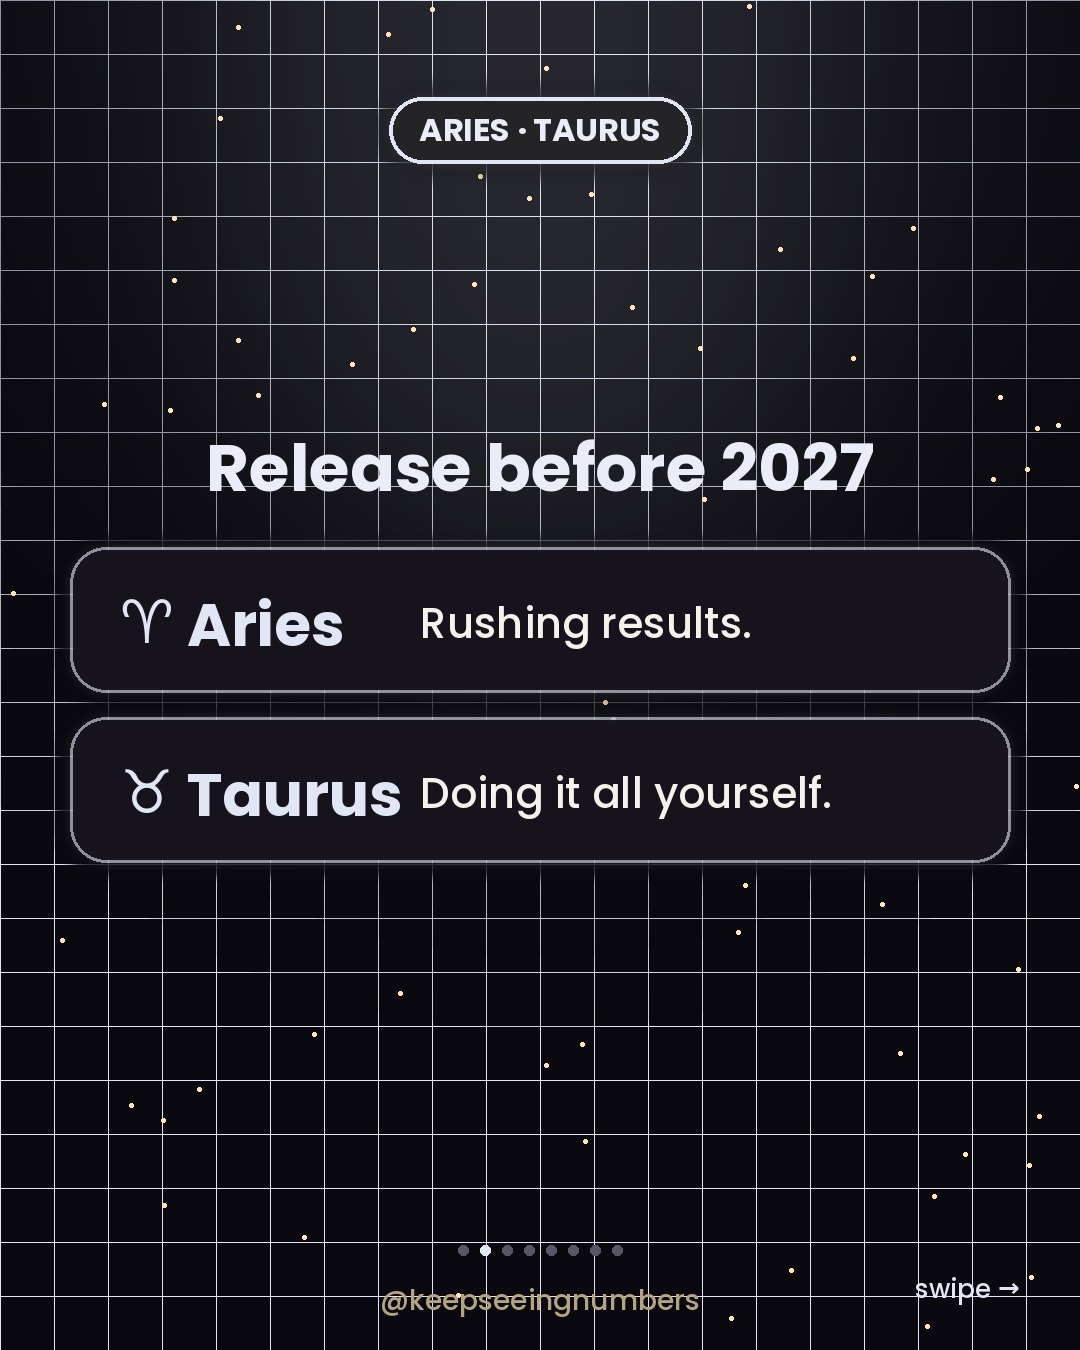 ARIES · TAURUS
Release before 2027
♈ Aries Rushing results.
♉ Taurus Doing it all yourself.
@keepseeingnumbers
swipe →